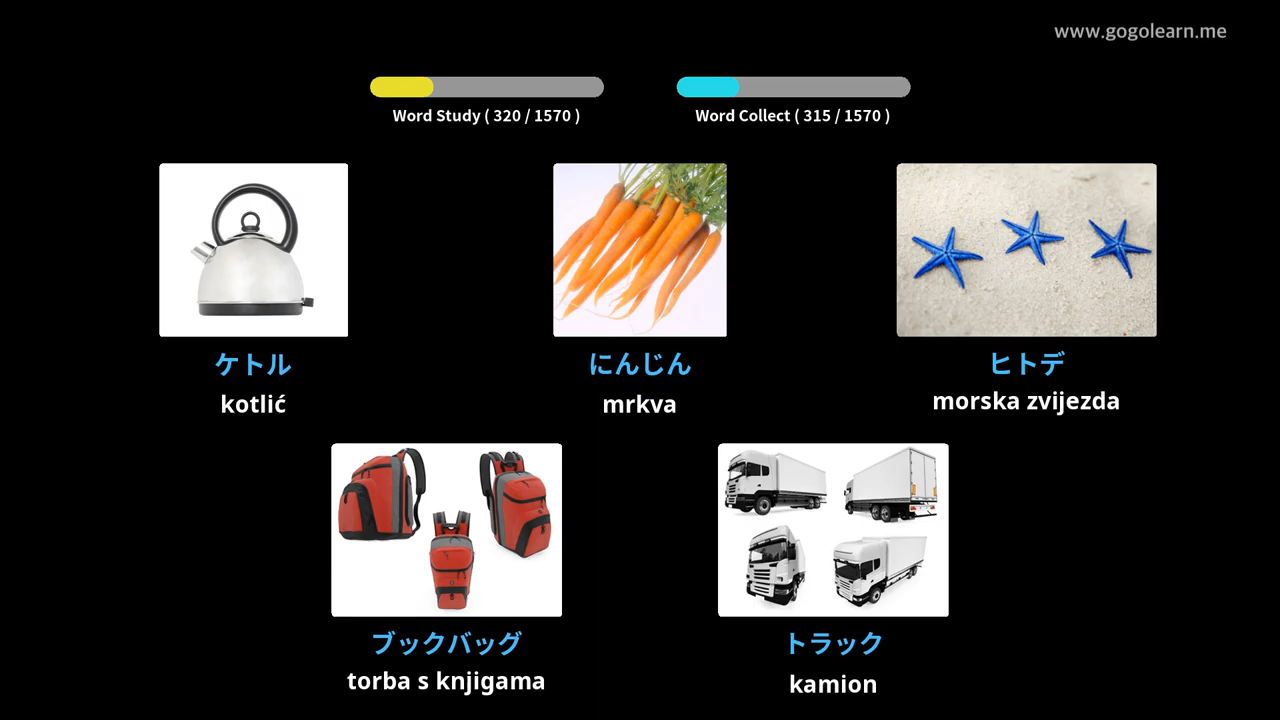 www.gogolearn.me
Word Study ( 320 / 1570 )
Word Collect ( 315 / 1570 )
ケトル
kotlić
にんじん
mrkva
ヒトデ
morska zvijezda
ブックバッグ
torba s knjigama
トラック
kamion